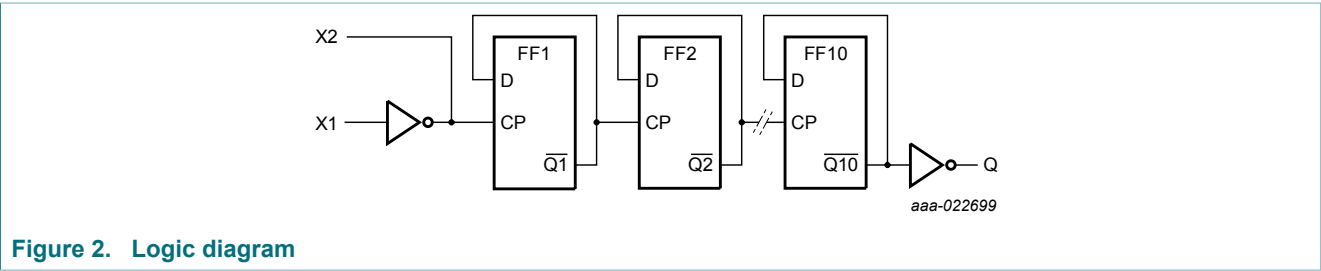 X2
FF1
FF2
FF10
D
D
D
X1
CP
CP
CP
Q1
Q2
Q10
Q
aaa-022699
Figure 2. Logic diagram